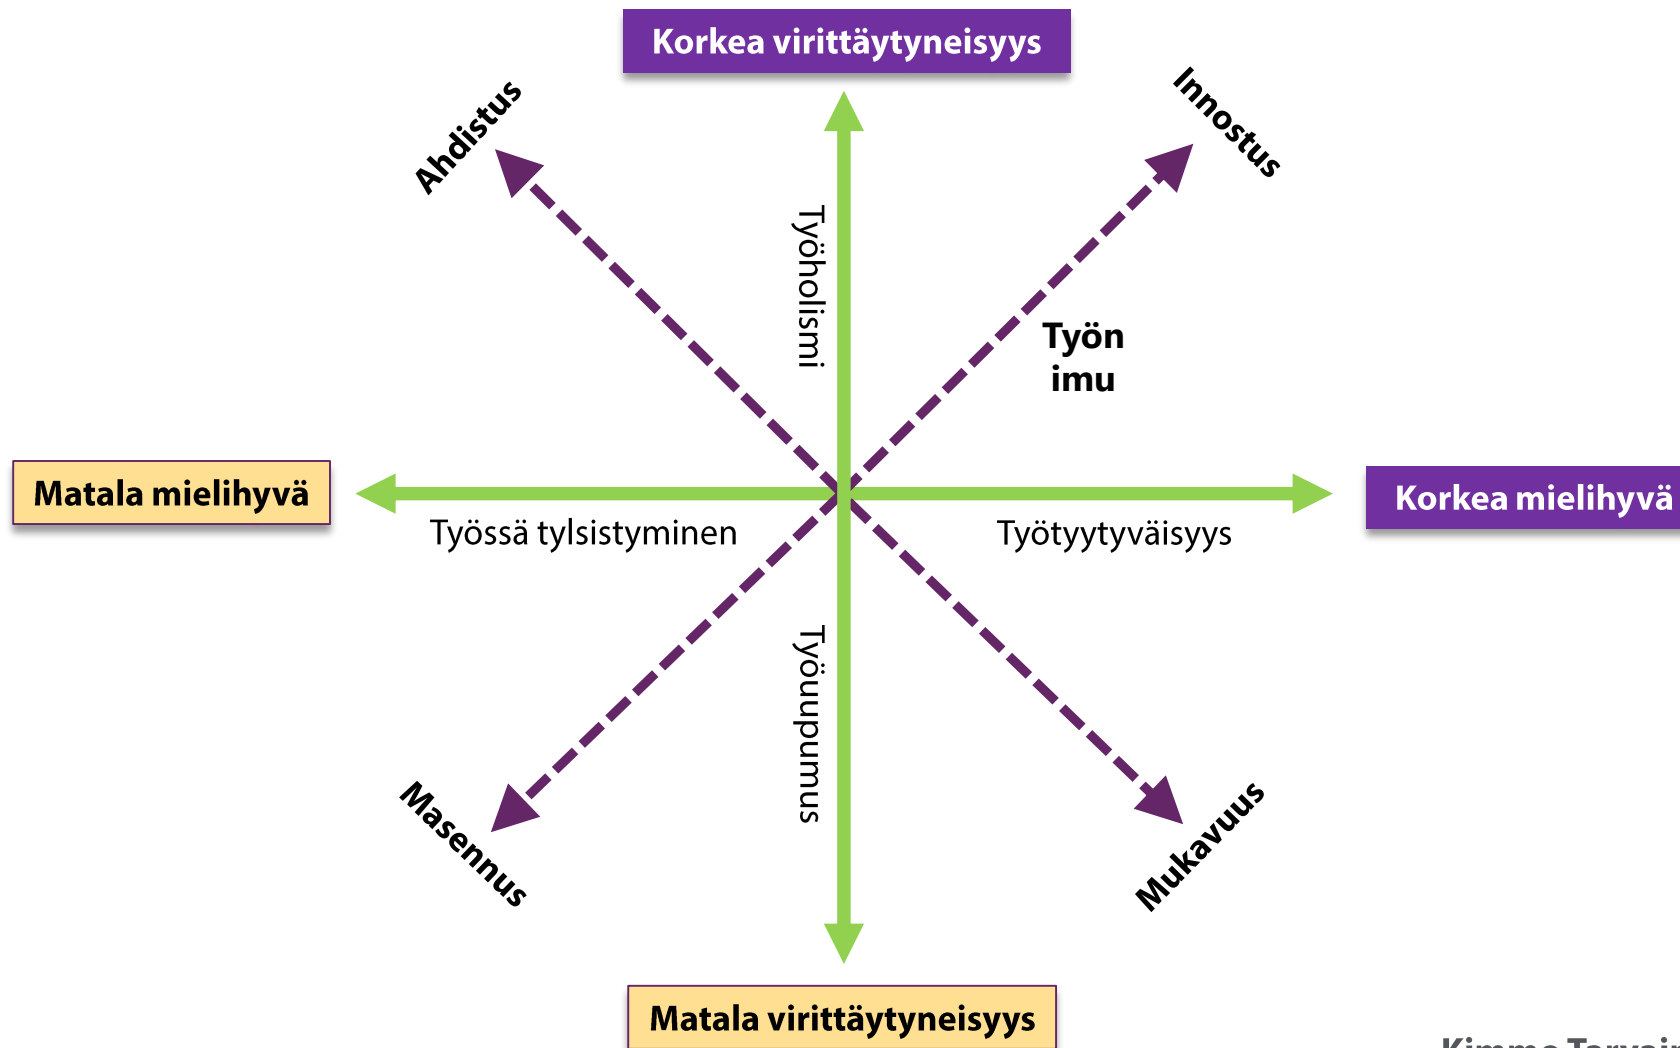 Korkea virittäytyneisyys
Ahdistus
Innostus
Työholismi
Työn
imu
Matala mielihyvä
Korkea mielihyvä
Työssä tylsistyminen
Työtyytyväisyys
Työuupumus
Masennus
Mukavuus
Matala virittäytyneisyys
Kimmo